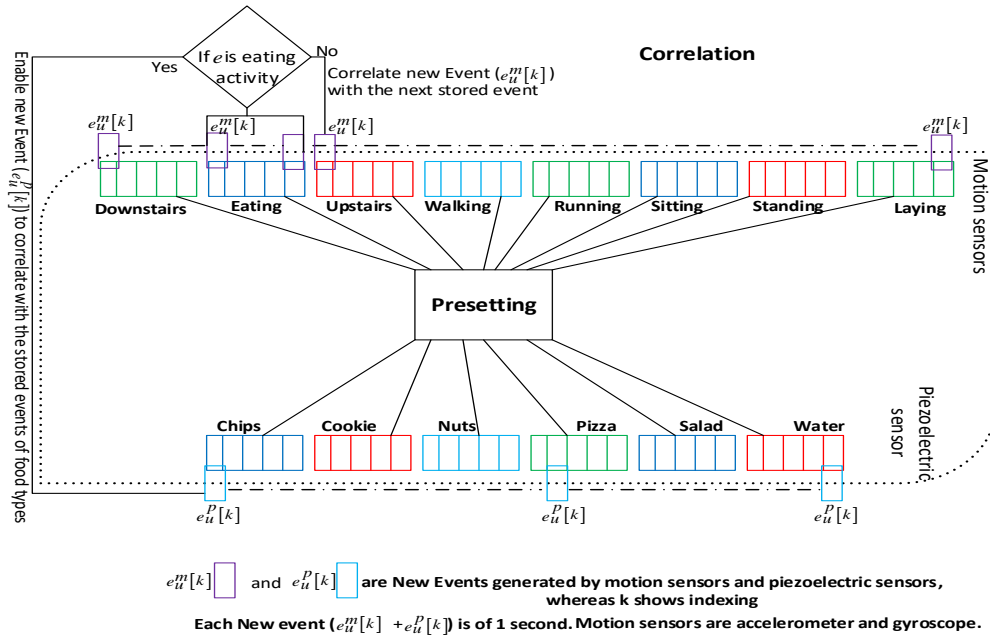 Correlation
If e is eating
activity
Yes
No
Correlate new Event (e_u^m[k])
with the next stored event
e_u^m[k]
e_u^m[k]
e_u^m[k]
e_u^m[k]
Downstairs
Eating
Upstairs
Walking
Running
Sitting
Standing
Laying
Motion sensors
Enable new Event (e_u^p[k]) to correlate with the stored events of food types
Presetting
Piezoelectric
sensor
Chips
Cookie
Nuts
Pizza
Salad
Water
e_u^p[k]
e_u^p[k]
e_u^p[k]
e_u^m[k] and e_u^p[k] are New Events generated by motion sensors and piezoelectric sensors,
whereas k shows indexing
Each New event (e_u^m[k] +e_u^p[k]) is of 1 second. Motion sensors are accelerometer and gyroscope.